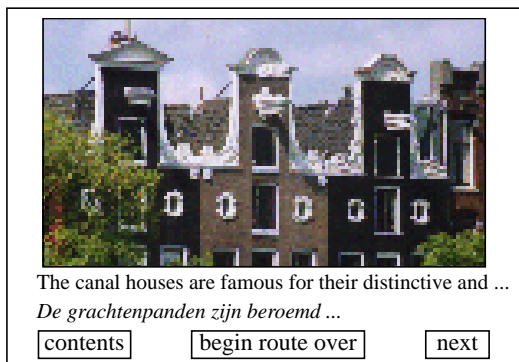 The canal houses are famous for their distinctive and ...
De grachtenpanden zijn beroemd ...
contents
begin route over
next